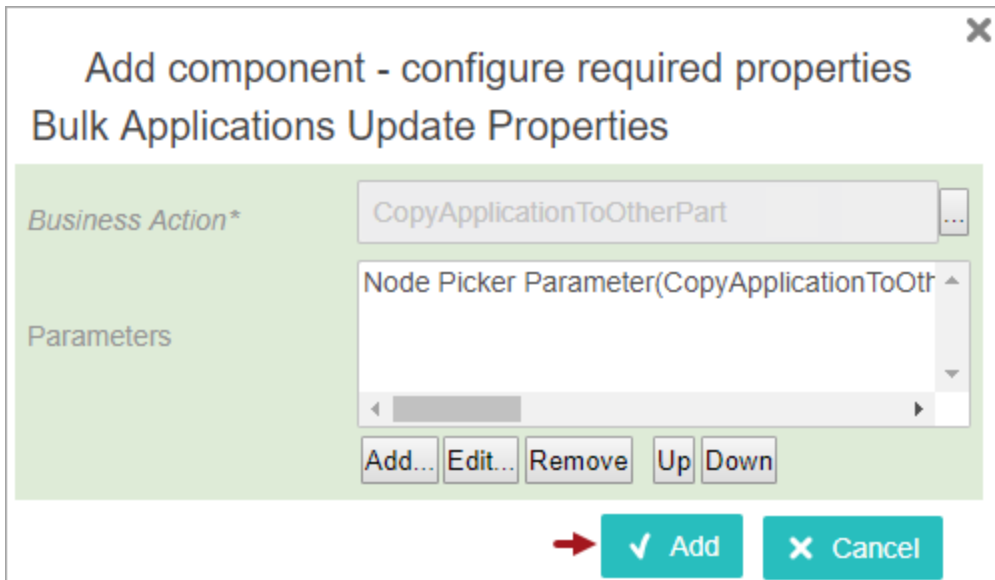 Add component - configure required properties
Bulk Applications Update Properties
Business Action*
CopyApplicationToOtherPart
...
Node Picker Parameter(CopyApplicationToOth
Parameters
Add... Edit... Remove Up Down
Add Cancel